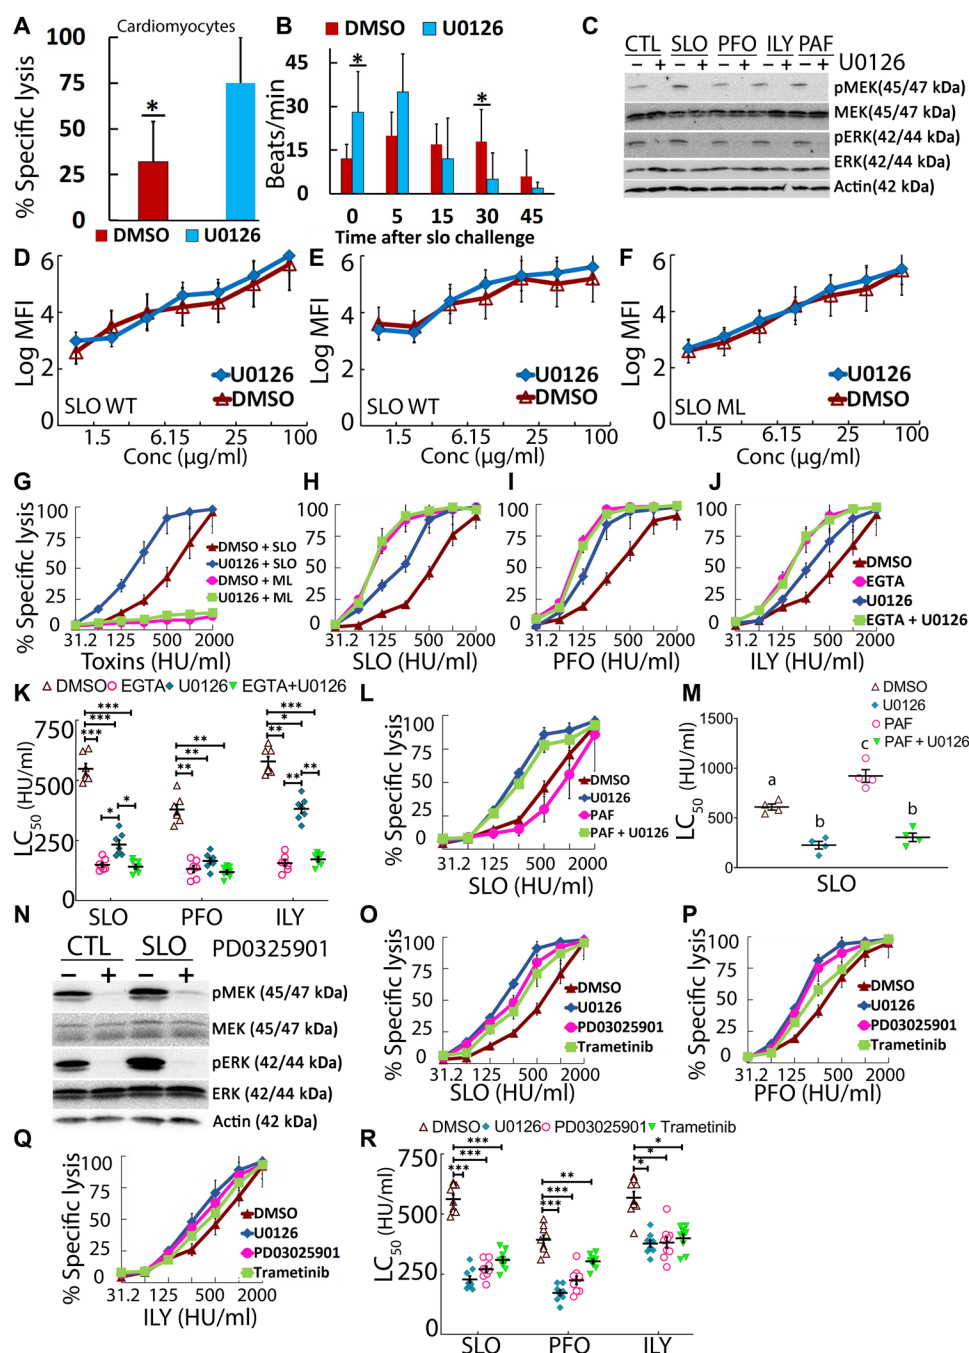 A
Cardiomyocytes
% Specific lysis
100
75
50
25
0
*
DMSO
U0126
B
DMSO
U0126
Beats/min
45
30
15
0
*
*
0 5 15 30 45
Time after slo challenge
C
CTL SLO PFO ILY PAF
− + − + − + − + − +
U0126
pMEK(45/47 kDa)
MEK(45/47 kDa)
pERK(42/44 kDa)
ERK(42/44 kDa)
Actin(42 kDa)
D
Log MFI
6
4
2
0
U0126
DMSO
SLO WT
1.5 6.15 25 100
Conc (µg/ml)
E
Log MFI
6
4
2
0
U0126
DMSO
SLO WT
1.5 6.15 25 100
Conc (µg/ml)
F
Log MFI
6
4
2
0
U0126
DMSO
SLO ML
1.5 6.15 25 100
Conc (µg/ml)
G
% Specific lysis
100
75
50
25
0
DMSO + SLO
U0126 + SLO
DMSO + ML
U0126 + ML
31.2 125 500 2000
Toxins (HU/ml)
H
100
75
50
25
0
31.2 125 500 2000
SLO (HU/ml)
I
100
75
50
25
0
31.2 125 500 2000
PFO (HU/ml)
J
100
75
50
25
0
DMSO
EGTA
U0126
EGTA + U0126
31.2 125 500 2000
ILY (HU/ml)
K
DMSO EGTA U0126 EGTA+U0126
LC50 (HU/ml)
750
500
250
0
***
***
***
*
*
**
**
**
***
*
**
**
**
SLO PFO ILY
L
% Specific lysis
100
75
50
25
0
DMSO
U0126
PAF
PAF + U0126
31.2 125 500 2000
SLO (HU/ml)
M
DMSO
U0126
PAF
PAF + U0126
LC50 (HU/ml)
1500
1000
500
0
a
b
c
b
SLO
N
CTL SLO PD0325901
− + − +
pMEK (45/47 kDa)
MEK (45/47 kDa)
pERK (42/44 kDa)
ERK (42/44 kDa)
Actin (42 kDa)
O
% Specific lysis
100
75
50
25
0
DMSO
U0126
PD03025901
Trametinib
31.2 125 500 2000
SLO (HU/ml)
P
% Specific lysis
100
75
50
25
0
DMSO
U0126
PD03025901
Trametinib
31.2 125 500 2000
PFO (HU/ml)
Q
% Specific lysis
100
75
50
25
0
DMSO
U0126
PD03025901
Trametinib
31.2 125 500 2000
ILY (HU/ml)
R
DMSO U0126 PD03025901 Trametinib
LC50 (HU/ml)
750
500
250
0
***
***
***
**
***
***
*
*
*
SLO PFO ILY